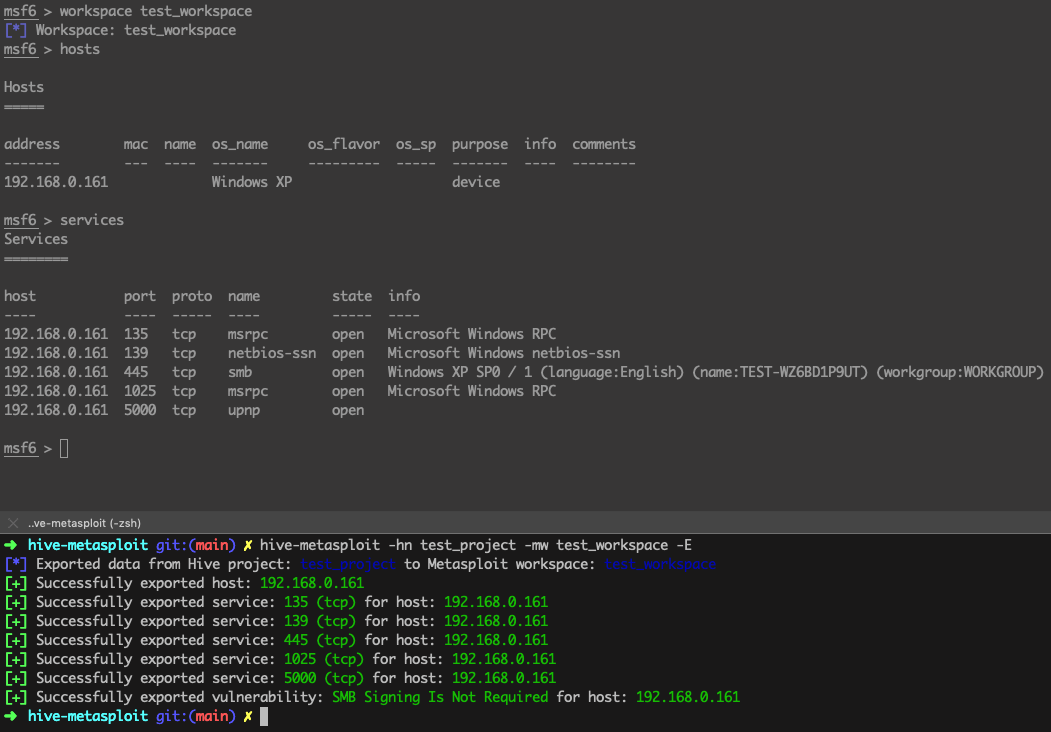 msf6 > workspace test_workspace
[*] Workspace: test_workspace
msf6 > hosts
Hosts
=====
address        mac  name  os_name     os_flavor  os_sp  purpose  info  comments
-------        ---  ----  -------     ---------  -----  -------  ----  --------
192.168.0.161             Windows XP                    device
msf6 > services
Services
========
host           port  proto  name         state  info
----           ----  -----  ----         -----  ----
192.168.0.161  135   tcp    msrpc        open   Microsoft Windows RPC
192.168.0.161  139   tcp    netbios-ssn  open   Microsoft Windows netbios-ssn
192.168.0.161  445   tcp    smb          open   Windows XP SP0 / 1 (language:English) (name:TEST-WZ6BD1P9UT) (workgroup:WORKGROUP)
192.168.0.161  1025  tcp    msrpc        open   Microsoft Windows RPC
192.168.0.161  5000  tcp    upnp         open
msf6 >
..ve-metasploit (-zsh)
➜ hive-metasploit git:(main) ✗ hive-metasploit -hn test_project -mw test_workspace -E
[*] Exported data from Hive project: test_project to Metasploit workspace: test_workspace
[+] Successfully exported host: 192.168.0.161
[+] Successfully exported service: 135 (tcp) for host: 192.168.0.161
[+] Successfully exported service: 139 (tcp) for host: 192.168.0.161
[+] Successfully exported service: 445 (tcp) for host: 192.168.0.161
[+] Successfully exported service: 1025 (tcp) for host: 192.168.0.161
[+] Successfully exported service: 5000 (tcp) for host: 192.168.0.161
[+] Successfully exported vulnerability: SMB Signing Is Not Required for host: 192.168.0.161
➜ hive-metasploit git:(main) ✗